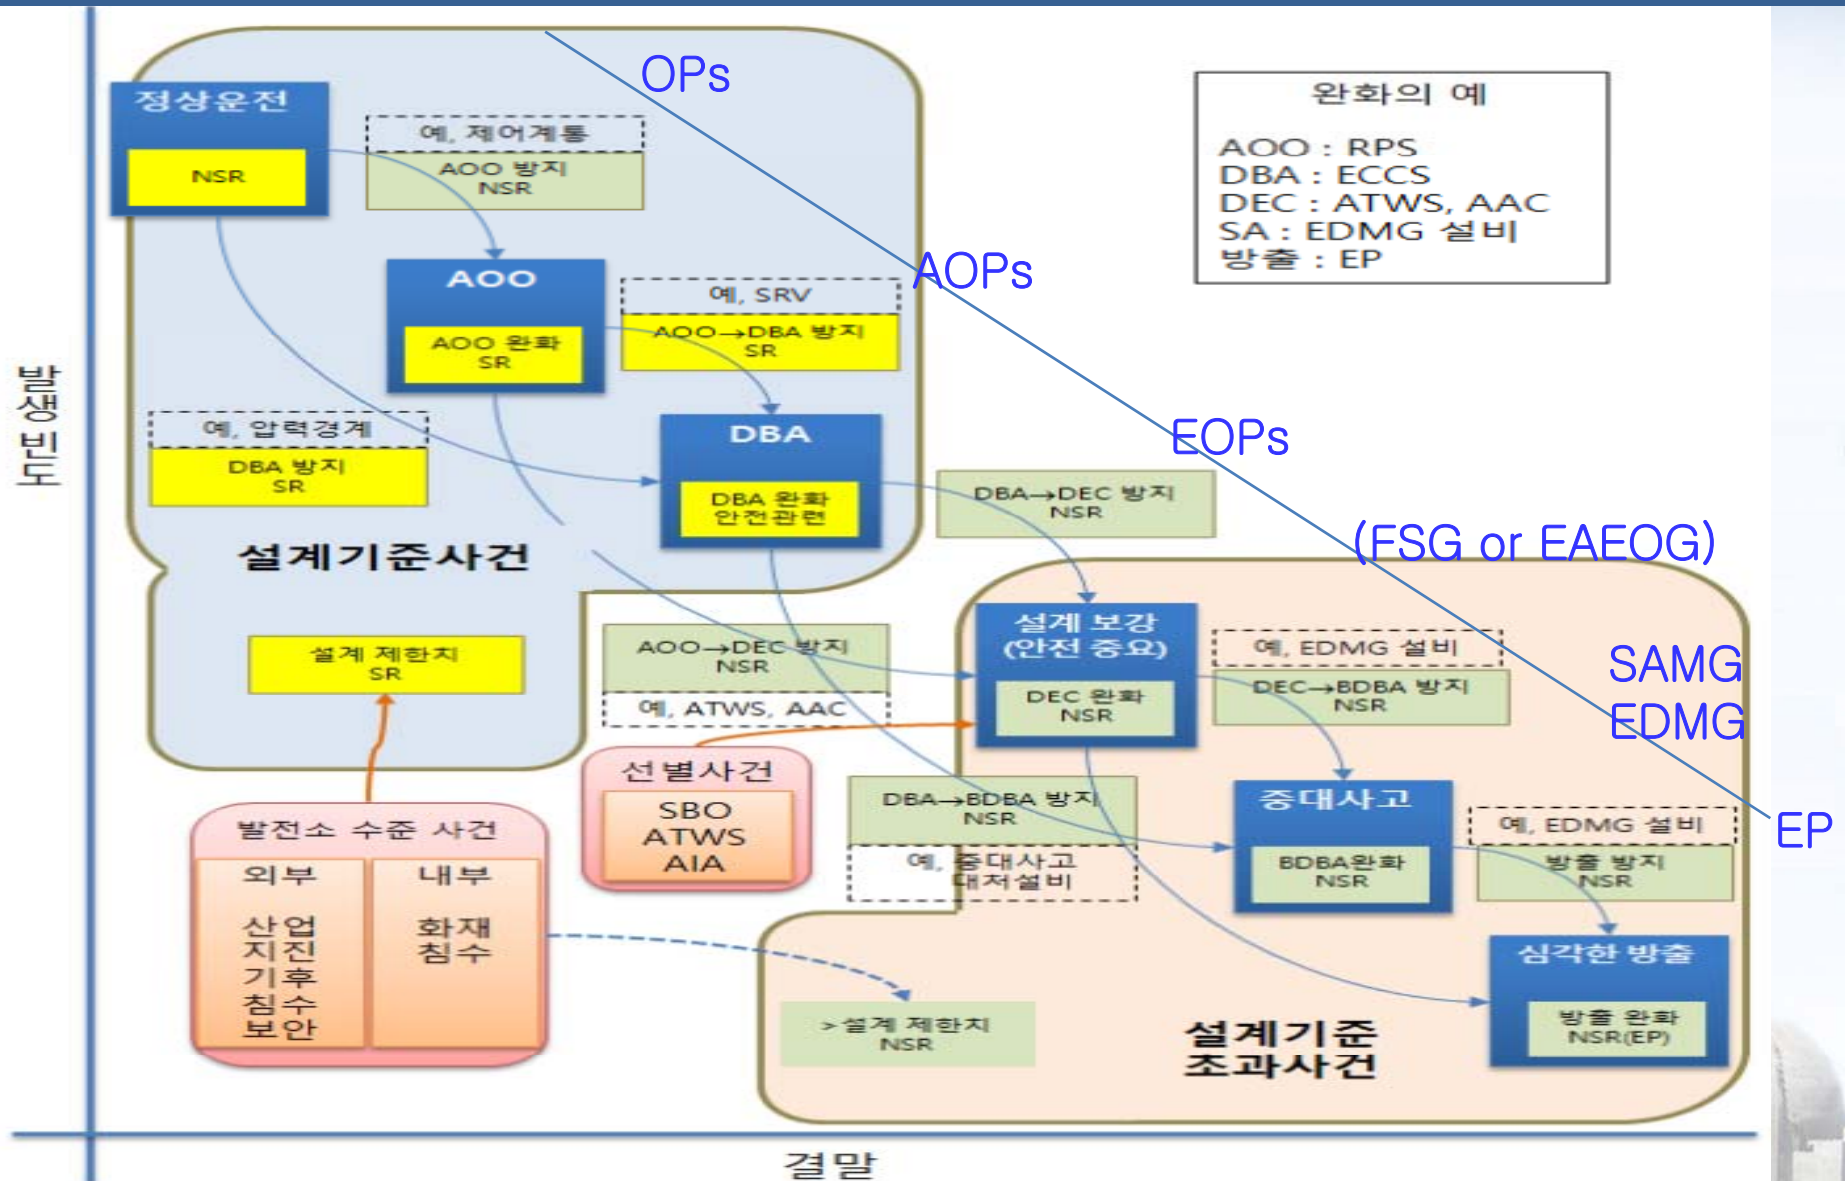 OPs
정상운전
NSR
예, 제어계통
AOO 방지
NSR
완화의 예
AOO : RPS
DBA : ECCS
DEC : ATWS, AAC
SA : EDMG 설비
방출 : EP
AOPs
AOO
AOO 완화
SR
예, SRV
AOO→DBA 방지
SR
발생빈도
예, 압력경계
DBA 방지
SR
DBA
DBA 완화
안전관련
EOPs
DBA→DEC 방지
NSR
설계기준사건
(FSG or EAEOG)
설계 제한치
SR
AOO→DEC 방지
NSR
예, ATWS, AAC
설계 보강
(안전 중요)
DEC 완화
NSR
예, EDMG 설비
DEC→BDBA 방지
NSR
SAMG
EDMG
선별사건
SBO
ATWS
AIA
발전소 수준 사건
외부
산업
지진
기후
침수
보안
내부
화재
침수
DBA→BDBA 방지
NSR
예, 중대사고
대처설비
중대사고
BDBA완화
NSR
예, EDMG 설비
방출 방지
NSR
EP
심각한 방출
방출 완화
NSR(EP)
>설계 제한치
NSR
설계기준
초과사건
결말